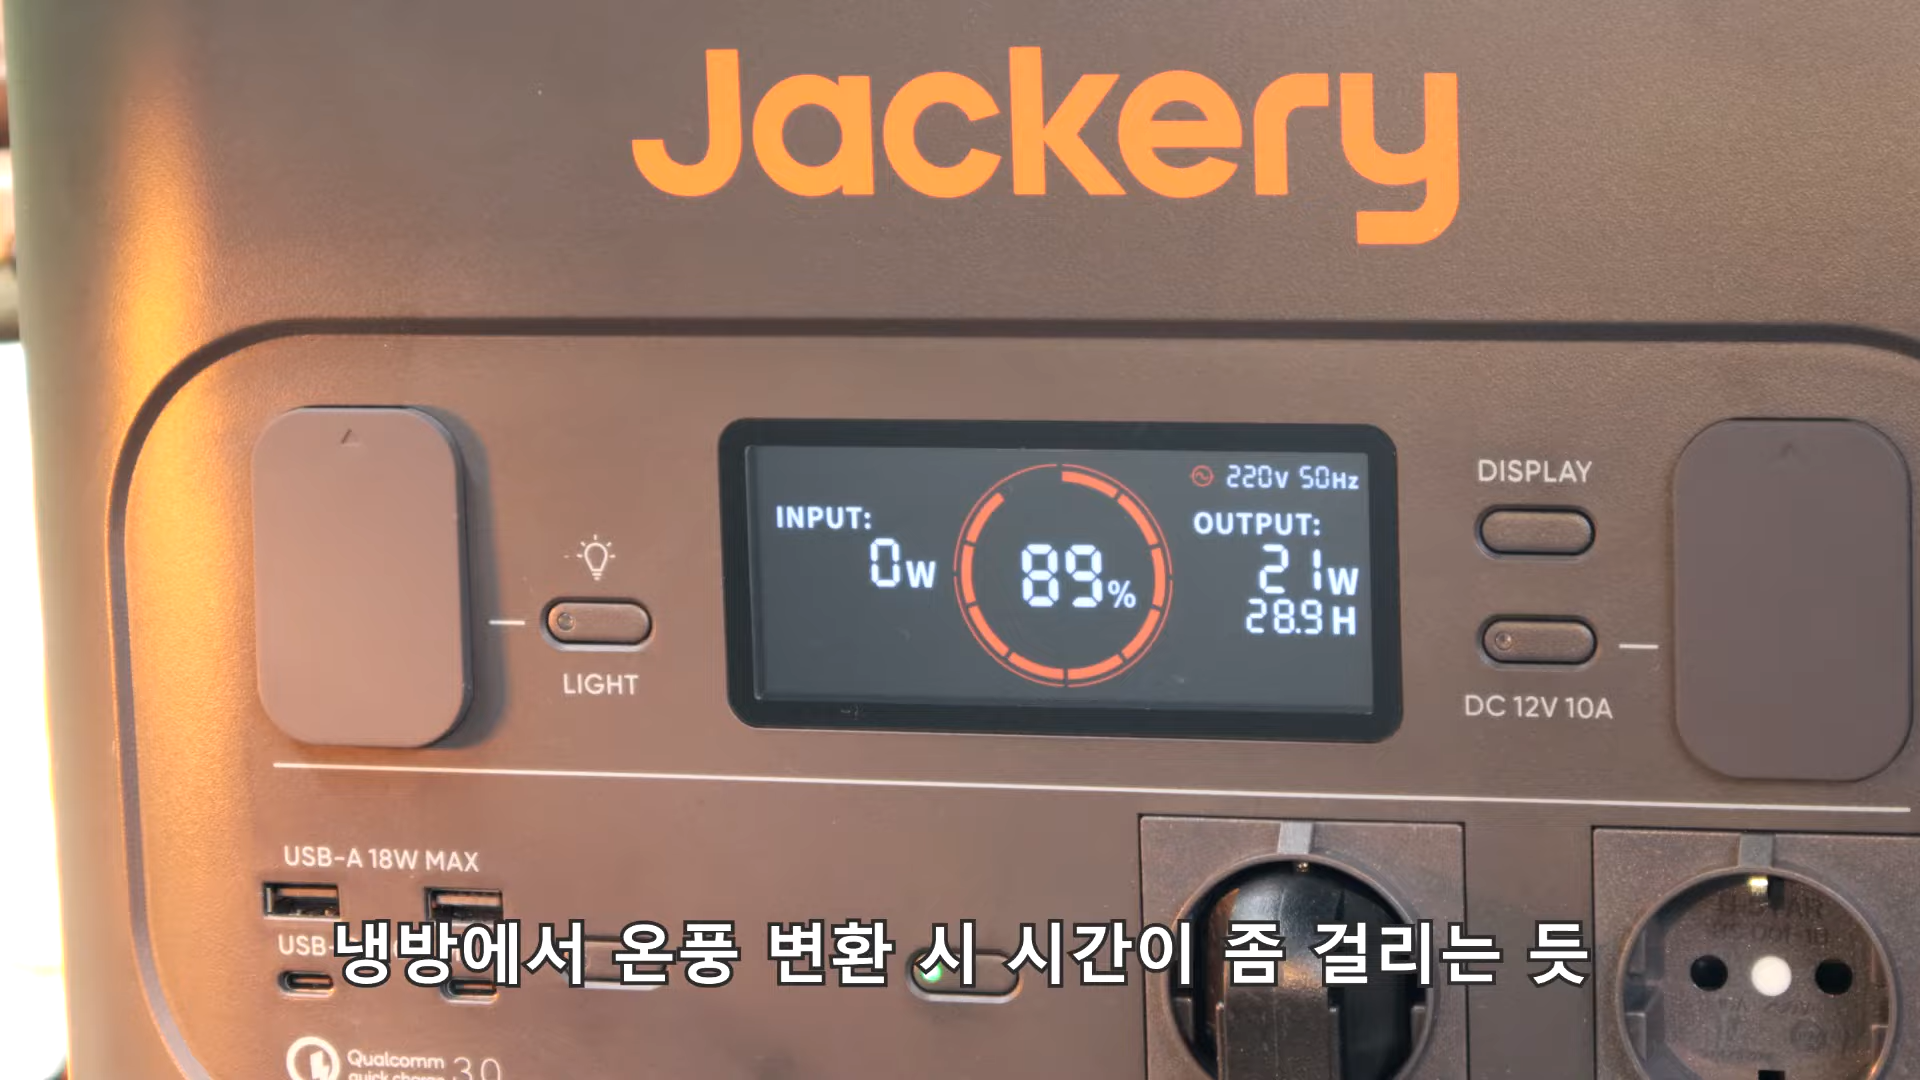 Jackery
220V 50Hz
INPUT:
0W
89%
OUTPUT:
21W
28.9H
DISPLAY
LIGHT
DC 12V 10A
USB-A 18W MAX
USB-
냉방에서 온풍 변환 시 시간이 좀 걸리는 듯
Qualcomm 3.0
quick charge